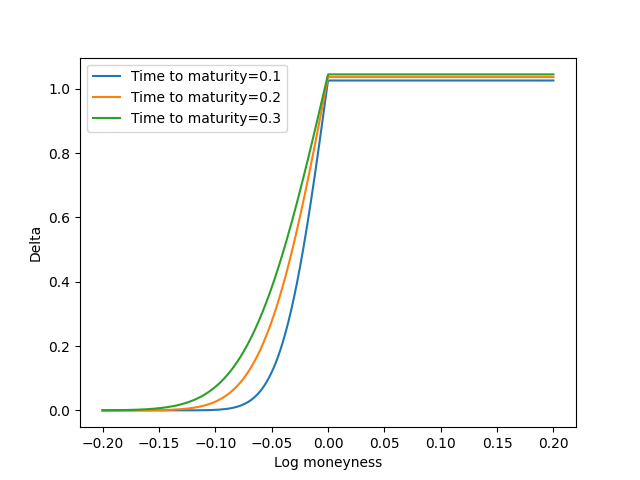 Time to maturity=0.1
Time to maturity=0.2
Time to maturity=0.3
1.0
0.8
0.6
0.4
0.2
0.0
Delta
−0.20 −0.15 −0.10 −0.05 0.00 0.05 0.10 0.15 0.20
Log moneyness